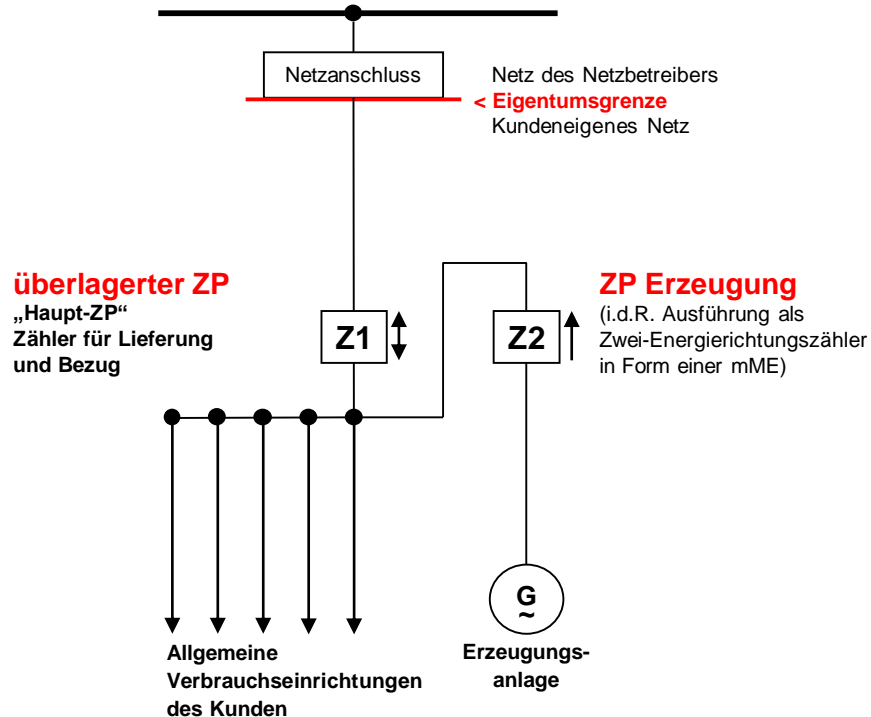 Netzanschluss
Netz des Netzbetreibers
< Eigentumsgrenze
Kundeneigenes Netz
überlagerter ZP
„Haupt-ZP“
Zähler für Lieferung
und Bezug
Z1
Z2
ZP Erzeugung
(i.d.R. Ausführung als
Zwei-Energierichtungszähler
in Form einer mME)
G
~
Allgemeine
Verbrauchseinrichtungen
des Kunden
Erzeugungs-
anlage